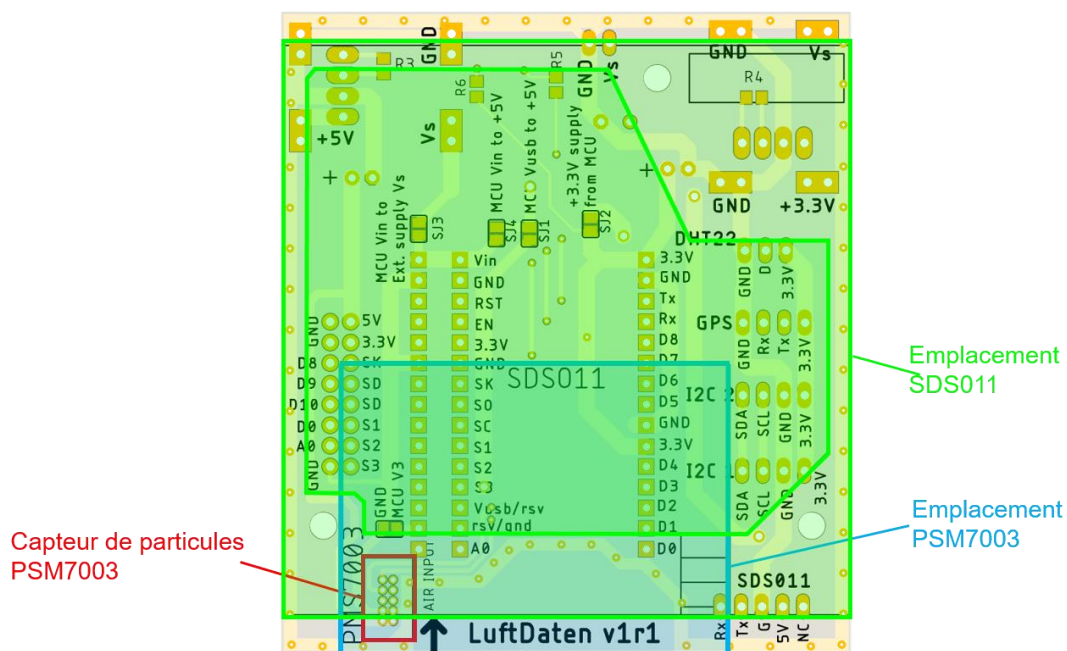 GND
GND
Vs
R3
R6
R5
GND
Vs
R4
+5V
Vs
MCU Vin to +5V
MCU Vusb to +5V
+3.3V supply
from MCU
+
+
GND
+3.3V
MCU Vin to
Ext. supply Vs
SJ3
SJ4
SJ1
SJ2
DHT22
GND
D
3.3V
Vin
GND
RST
EN
3.3V
GND
SK
SO
SC
S1
S2
S3
Vusb/rsv
rsv/gnd
A0
3.3V
GND
Tx
Rx
D8
D7
D6
D5
GND
3.3V
D4
D3
D2
D1
D0
GND
5V
3.3V
D8
SK
D9
SD
D10
SD
D0
S1
A0
S2
GND
S3
GPS
GND
Rx
Tx
3.3V
SDS011
I2C 2
SDA
SCL
GND
3.3V
I2C 1
SDA
SCL
GND
3.3V
GND
MCU V3
Emplacement
SDS011
Emplacement
PSM7003
Capteur de particules
PSM7003
PMS7003
AIR INPUT
SDS011
Rx
Tx
G
5V
NC
LuftDaten v1r1